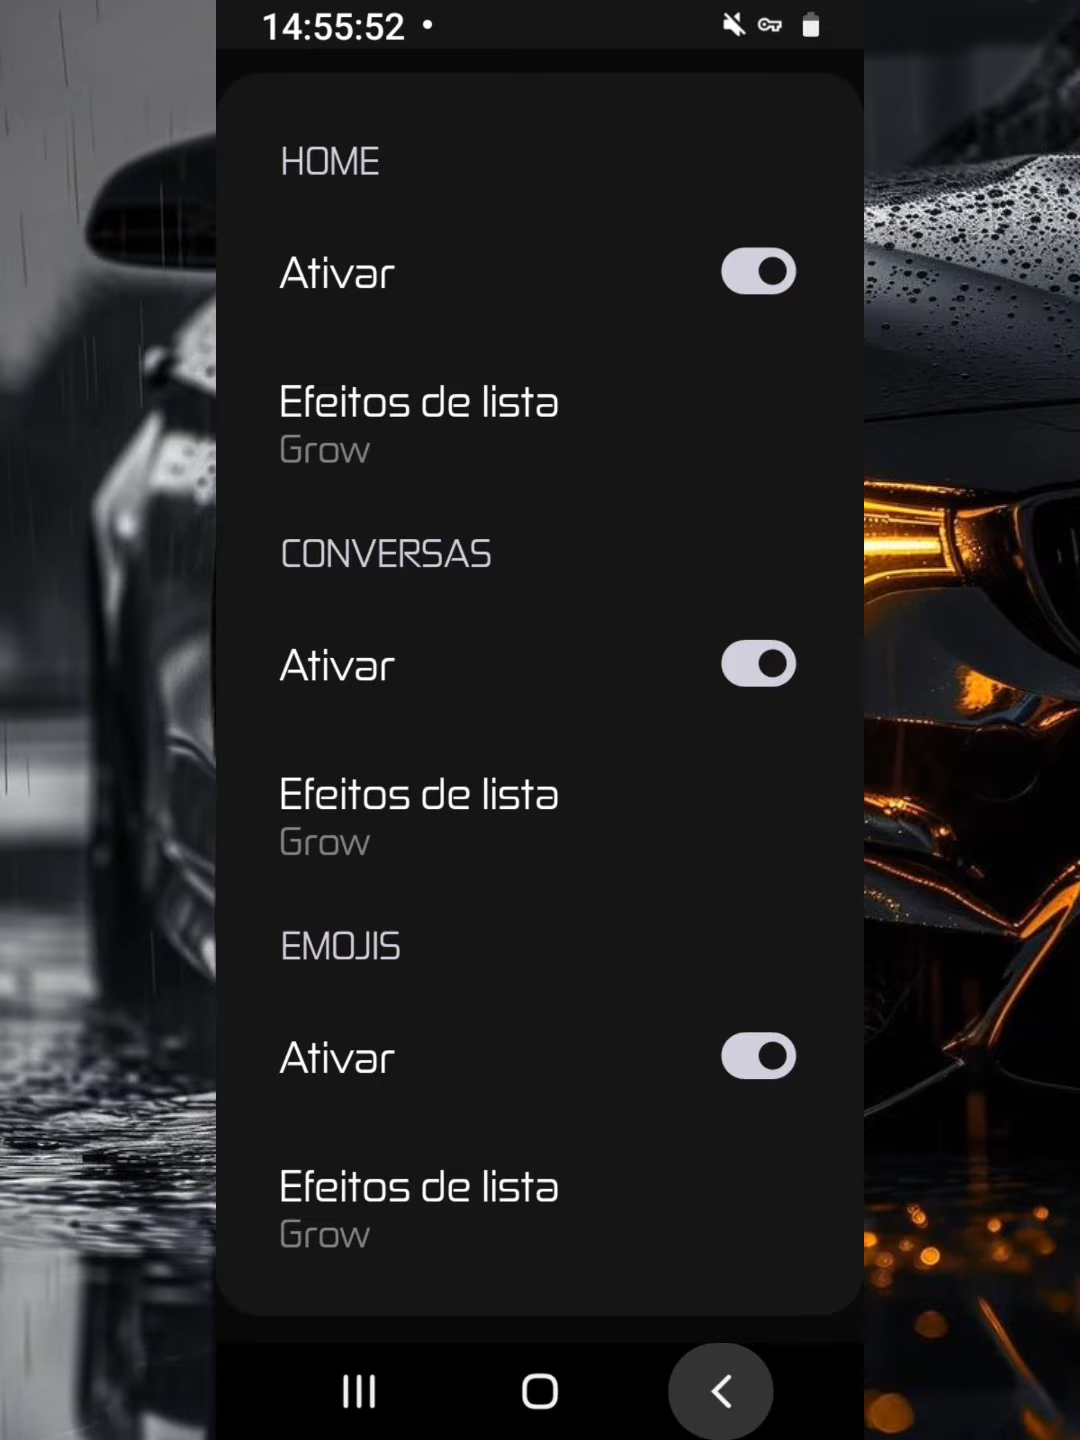 14:55:52
HOME
Ativar
Efeitos de lista
Grow
CONVERSAS
Ativar
Efeitos de lista
Grow
EMOJIS
Ativar
Efeitos de lista
Grow